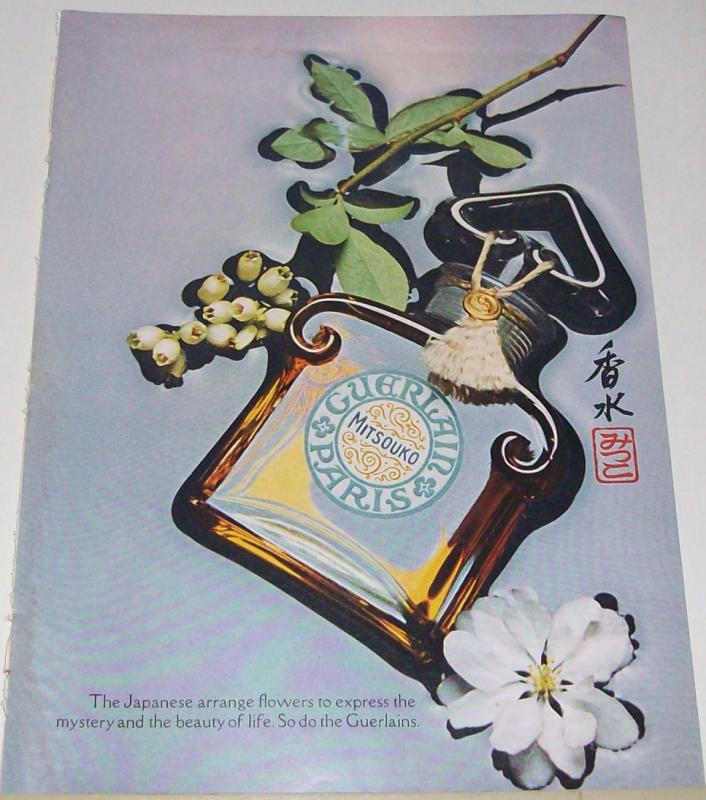 香水
みつこ
GUERLAIN
MITSOUKO
PARIS
The Japanese arrange flowers to express the
mystery and the beauty of life. So do the Guerlains.